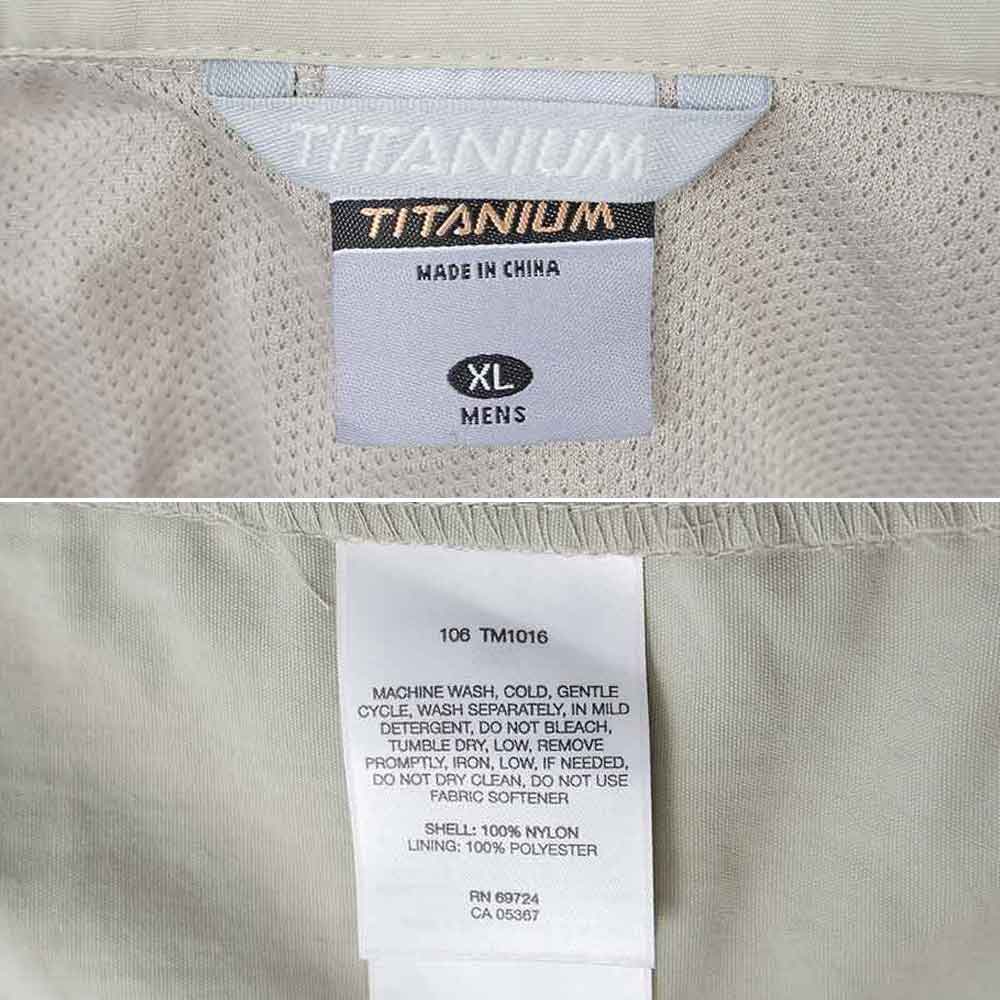 TITANIUM
TITANIUM
MADE IN CHINA
XL
MENS
106 TM1016
MACHINE WASH, COLD, GENTLE
CYCLE, WASH SEPARATELY, IN MILD
DETERGENT, DO NOT BLEACH,
TUMBLE DRY, LOW, REMOVE
PROMPTLY, IRON, LOW, IF NEEDED,
DO NOT DRY CLEAN, DO NOT USE
FABRIC SOFTENER
SHELL: 100% NYLON
LINING: 100% POLYESTER
RN 69724
CA 05367